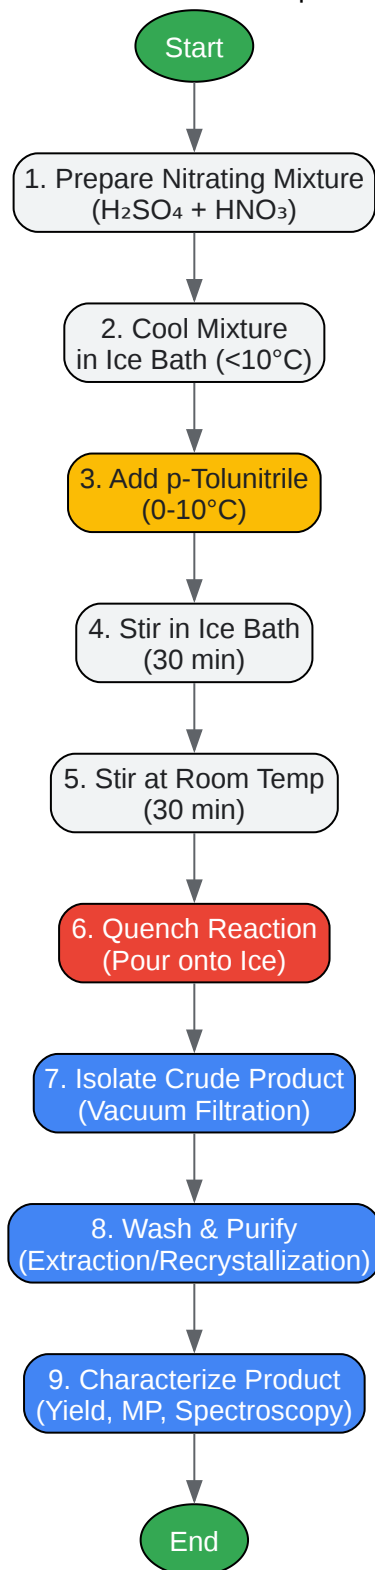 Start
1. Prepare Nitrating Mixture
(H₂SO₄ + HNO₃)
2. Cool Mixture
in Ice Bath (<10°C)
3. Add p-Tolunitrile
(0-10°C)
4. Stir in Ice Bath
(30 min)
5. Stir at Room Temp
(30 min)
6. Quench Reaction
(Pour onto Ice)
7. Isolate Crude Product
(Vacuum Filtration)
8. Wash & Purify
(Extraction/Recrystallization)
9. Characterize Product
(Yield, MP, Spectroscopy)
End